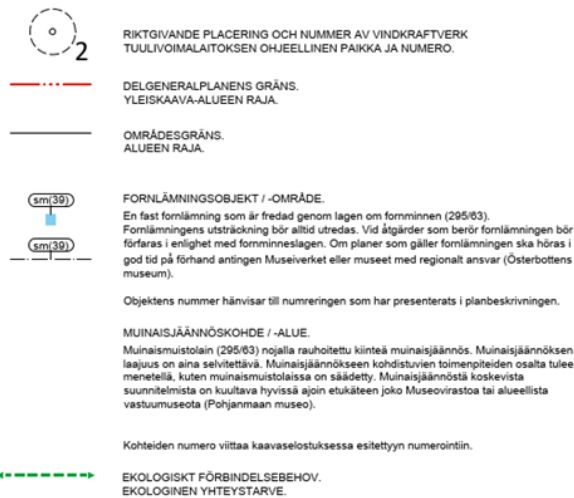 2
RIKTGIVANDE PLACERING OCH NUMMER AV VINDKRAFTVERK
TUULIVOIMALAITOKSEN OHJEELLINEN PAIKKA JA NUMERO.
DELGENERALPLANENS GRÄNS.
YLEISKAAVA-ALUEEN RAJA.
OMRÅDESGRÄNS.
ALUEEN RAJA.
sm(39)
sm(39)
FORNLÄMNINGSOBJEKT / -OMRÅDE.
En fast fornlämning som är fredad genom lagen om fornminnen (295/63).
Fornlämningens utsträckning bör alltid utredas. Vid åtgärder som berör fornlämningen bör
förfaras i enlighet med fornminneslagen. Om planer som gäller fornlämningen ska höras i
god tid på förhand antingen Museiverket eller museet med regionalt ansvar (Österbottens
museum).
Objektens nummer hänvisar till numreringen som har presenterats i planbeskrivningen.
MUINAISJÄÄNNÖSKOHDE / -ALUE.
Muinaismuistolain (295/63) nojalla rauhoitettu kiinteä muinaisjäännös. Muinaisjäännöksen
laajuus on aina selvitettävä. Muinaisjäännökseen kohdistuvien toimenpiteiden osalta tulee
menetellä, kuten muinaismuistolaissa on säädetty. Muinaisjäännöstä koskevista
suunnitelmista on kuultava hyvissä ajoin etukäteen joko Museovirastoa tai alueellista
vastuumuseota (Pohjanmaan museo).
Kohteiden numero viittaa kaavaselostuksessa esitettyyn numerointiin.
EKOLOGISKT FÖRBINDELSEBEHOV.
EKOLOGINEN YHTEYSTARVE.